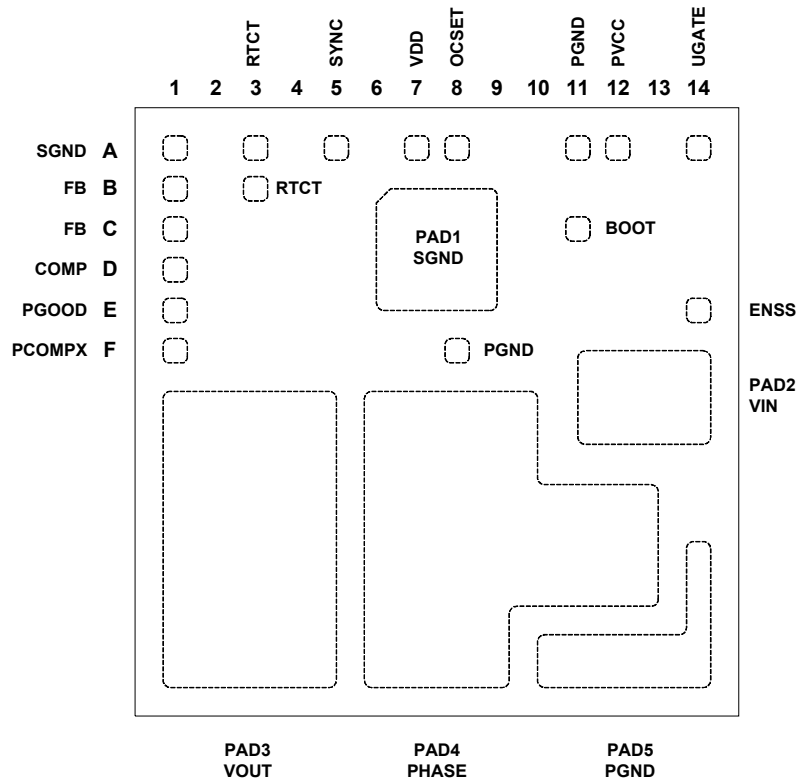 RTCT
SYNC
VDD
OCSET
PGND
PVCC
UGATE
1 2 3 4 5 6 7 8 9 10 11 12 13 14
SGND A
FB B RTCT
FB C BOOT
PAD1
SGND
COMP D
PGOOD E ENSS
PCOMPX F PGND
PAD2
VIN
PAD3
VOUT
PAD4
PHASE
PAD5
PGND